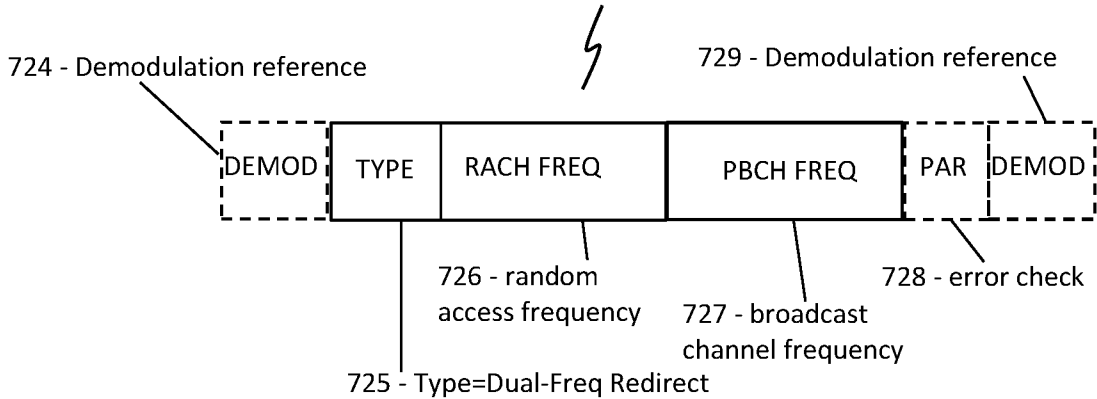 724 - Demodulation reference
729 - Demodulation reference
DEMOD TYPE RACH FREQ PBCH FREQ PAR DEMOD
726 - random
access frequency
728 - error check
727 - broadcast
channel frequency
725 - Type=Dual-Freq Redirect